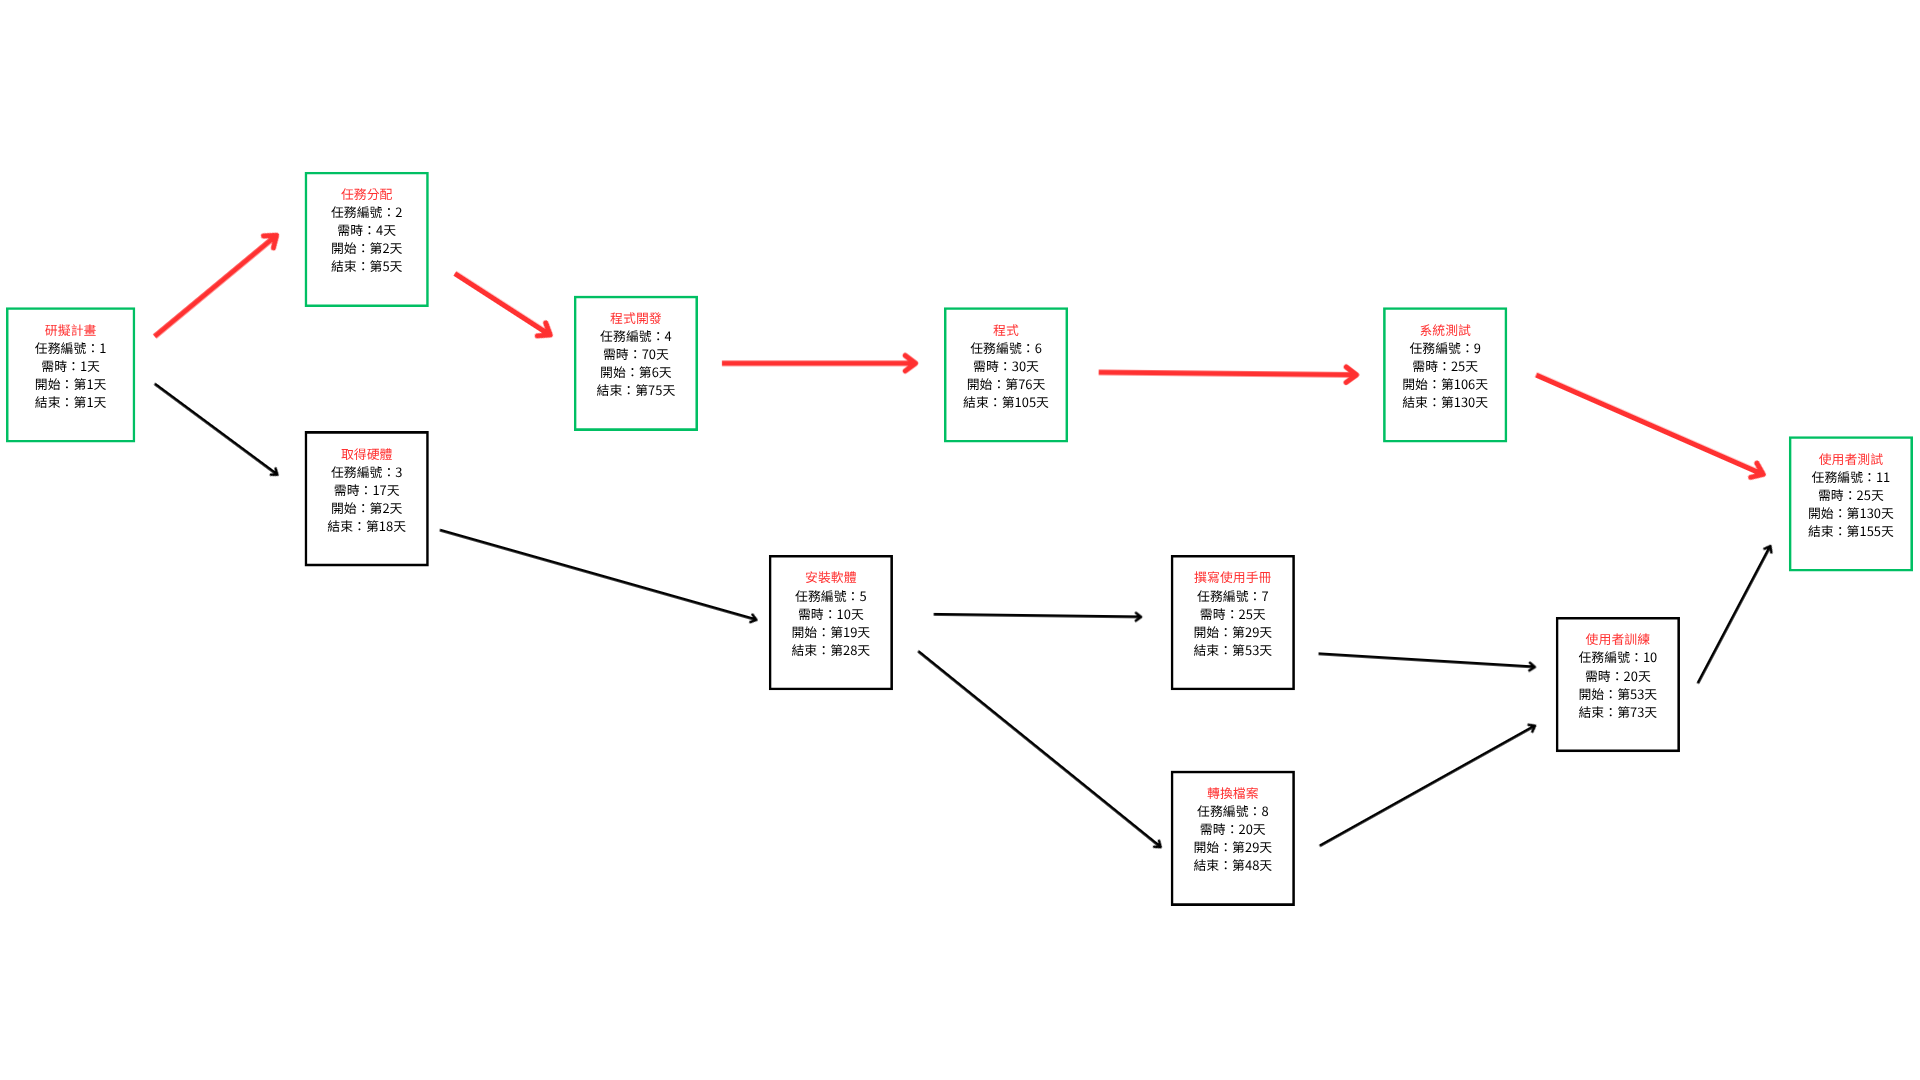 研擬計畫
任務編號：1
需時：1天
開始：第1天
結束：第1天
任務分配
任務編號：2
需時：4天
開始：第2天
結束：第5天
取得硬體
任務編號：3
需時：17天
開始：第2天
結束：第18天
程式開發
任務編號：4
需時：70天
開始：第6天
結束：第75天
安裝軟體
任務編號：5
需時：10天
開始：第19天
結束：第28天
程式
任務編號：6
需時：30天
開始：第76天
結束：第105天
撰寫使用手冊
任務編號：7
需時：25天
開始：第29天
結束：第53天
轉換檔案
任務編號：8
需時：20天
開始：第29天
結束：第48天
系統測試
任務編號：9
需時：25天
開始：第106天
結束：第130天
使用者訓練
任務編號：10
需時：20天
開始：第53天
結束：第73天
使用者測試
任務編號：11
需時：25天
開始：第130天
結束：第155天